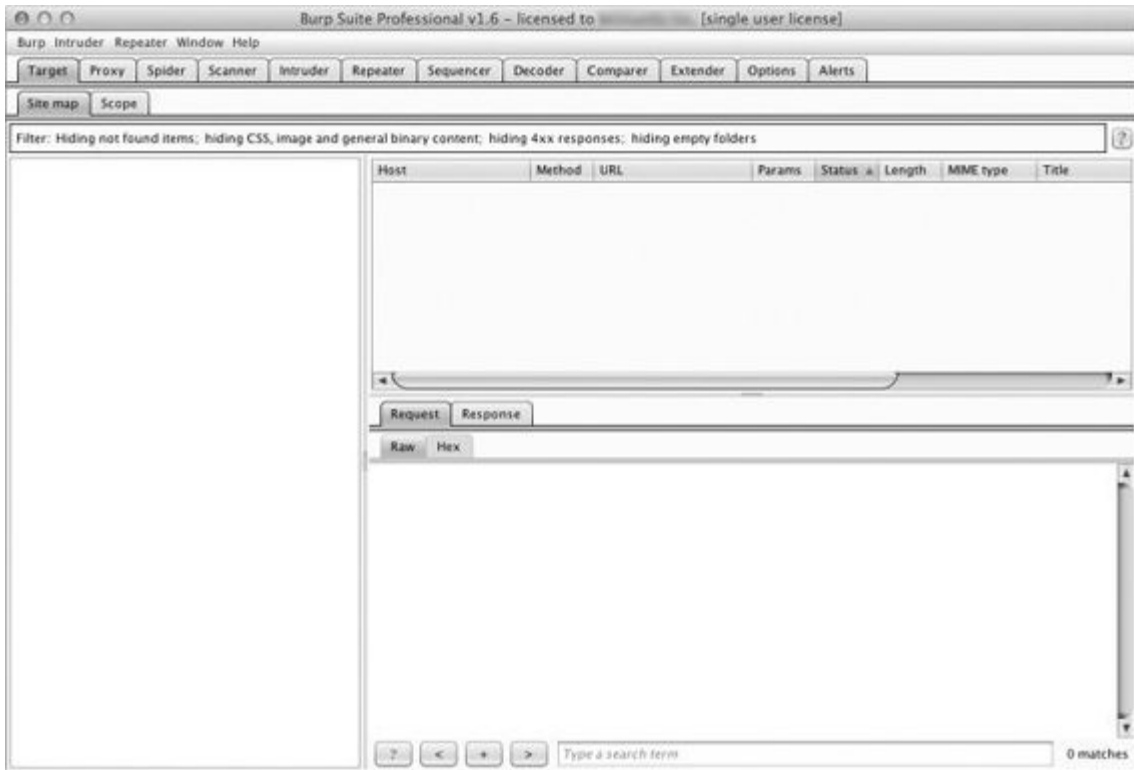 Burp Suite Professional v1.6 – licensed to [single user license]
Burp Intruder Repeater Window Help
Target Proxy Spider Scanner Intruder Repeater Sequencer Decoder Comparer Extender Options Alerts
Site map Scope
Filter: Hiding not found items; hiding CSS, image and general binary content; hiding 4xx responses; hiding empty folders ?
Host Method URL Params Status ▲ Length MIME type Title
Request Response
Raw Hex
? < + > Type a search term 0 matches